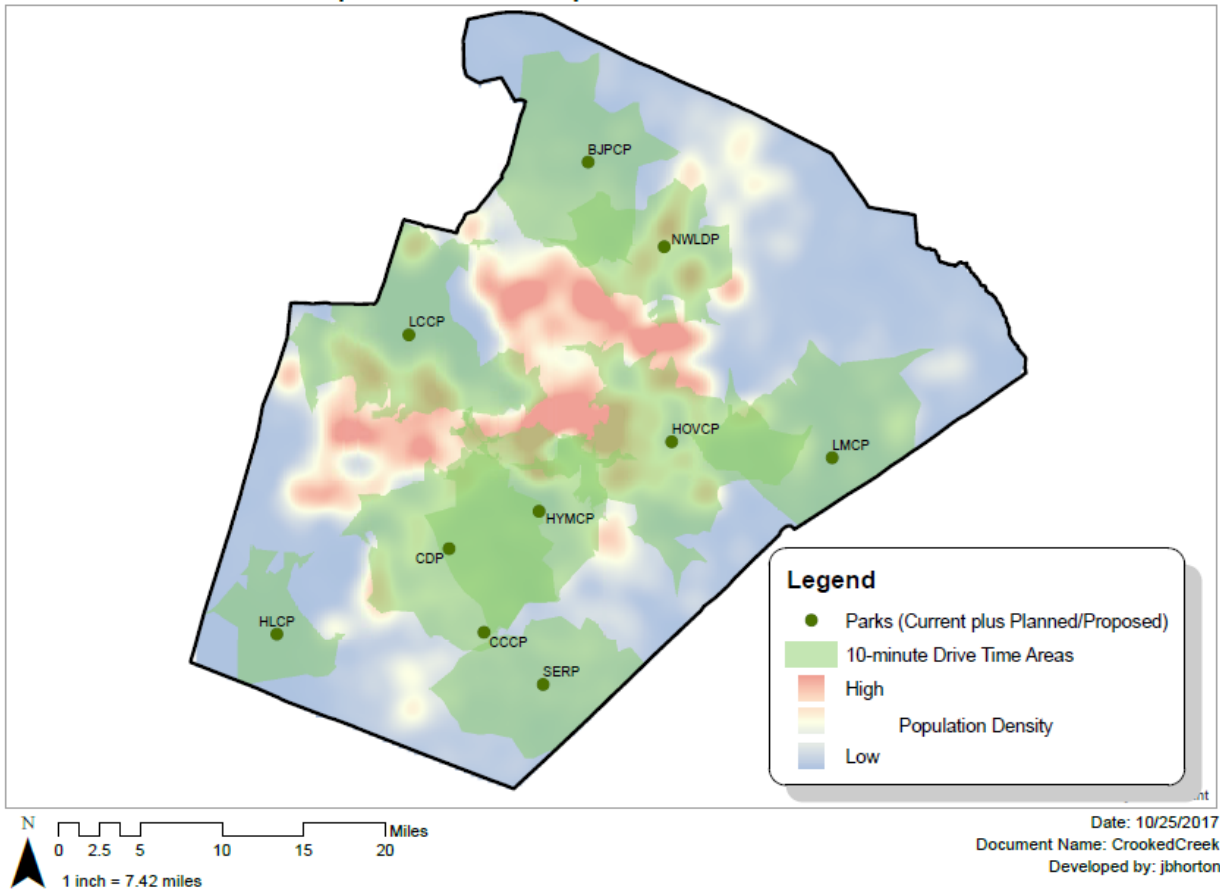 BJPCP
NWLDP
LCCP
HOVCP
LMCP
HYMCP
CDP
HLCP
CCCP
SERP
Legend
Parks (Current plus Planned/Proposed)
10-minute Drive Time Areas
High
Population Density
Low
N
Miles
0 2.5 5 10 15 20
1 inch = 7.42 miles
Date: 10/25/2017
Document Name: CrookedCreek
Developed by: jbhorton